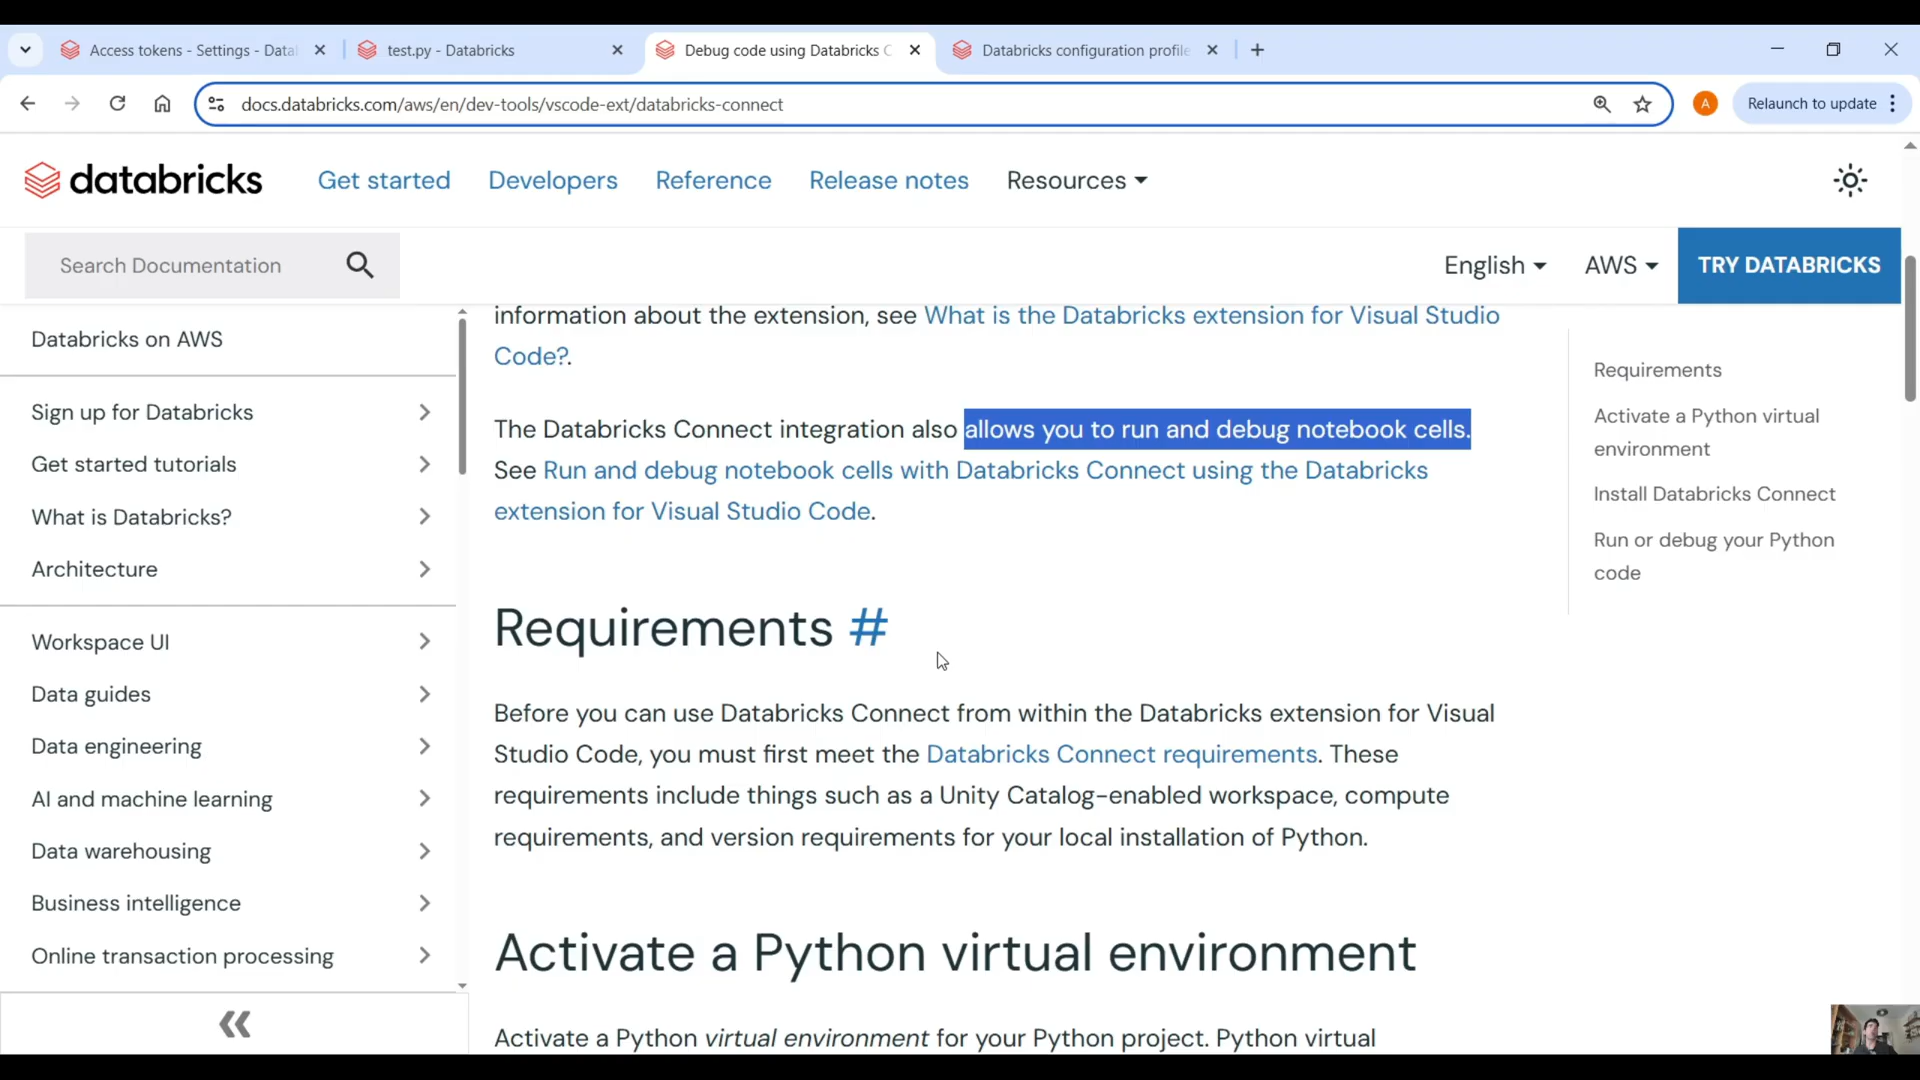 Access tokens - Settings - Data
test.py - Databricks
Debug code using Databricks C
Databricks configuration profile
docs.databricks.com/aws/en/dev-tools/vscode-ext/databricks-connect
A
Relaunch to update
databricks
Get started
Developers
Reference
Release notes
Resources
Search Documentation
English
AWS
TRY DATABRICKS
Databricks on AWS
Sign up for Databricks
Get started tutorials
What is Databricks?
Architecture
Workspace UI
Data guides
Data engineering
AI and machine learning
Data warehousing
Business intelligence
Online transaction processing
information about the extension, see What is the Databricks extension for Visual Studio
Code?.
The Databricks Connect integration also allows you to run and debug notebook cells.
See Run and debug notebook cells with Databricks Connect using the Databricks
extension for Visual Studio Code.
Requirements #
Before you can use Databricks Connect from within the Databricks extension for Visual
Studio Code, you must first meet the Databricks Connect requirements. These
requirements include things such as a Unity Catalog-enabled workspace, compute
requirements, and version requirements for your local installation of Python.
Activate a Python virtual environment
Activate a Python virtual environment for your Python project. Python virtual
Requirements
Activate a Python virtual
environment
Install Databricks Connect
Run or debug your Python
code